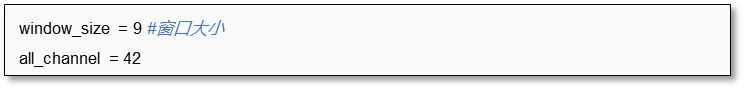 window_size = 9 #窗口大小
all_channel = 42